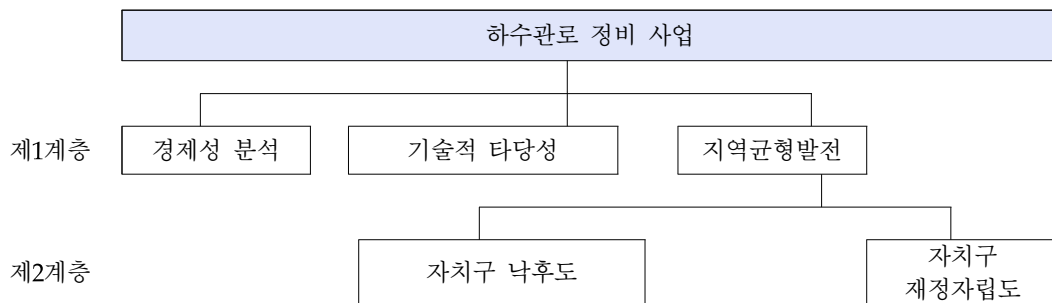 하수관로 정비 사업
제1계층 경제성 분석 기술적 타당성 지역균형발전
제2계층 자치구 낙후도 자치구
재정자립도